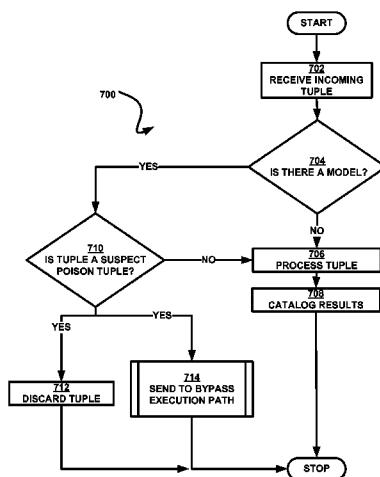 START
702
RECEIVE INCOMING
TUPLE
700
704
IS THERE A MODEL?
YES
NO
710
IS TUPLE A SUSPECT
POISON TUPLE?
NO
706
PROCESS TUPLE
708
CATALOG RESULTS
YES
YES
712
DISCARD TUPLE
714
SEND TO BYPASS
EXECUTION PATH
STOP